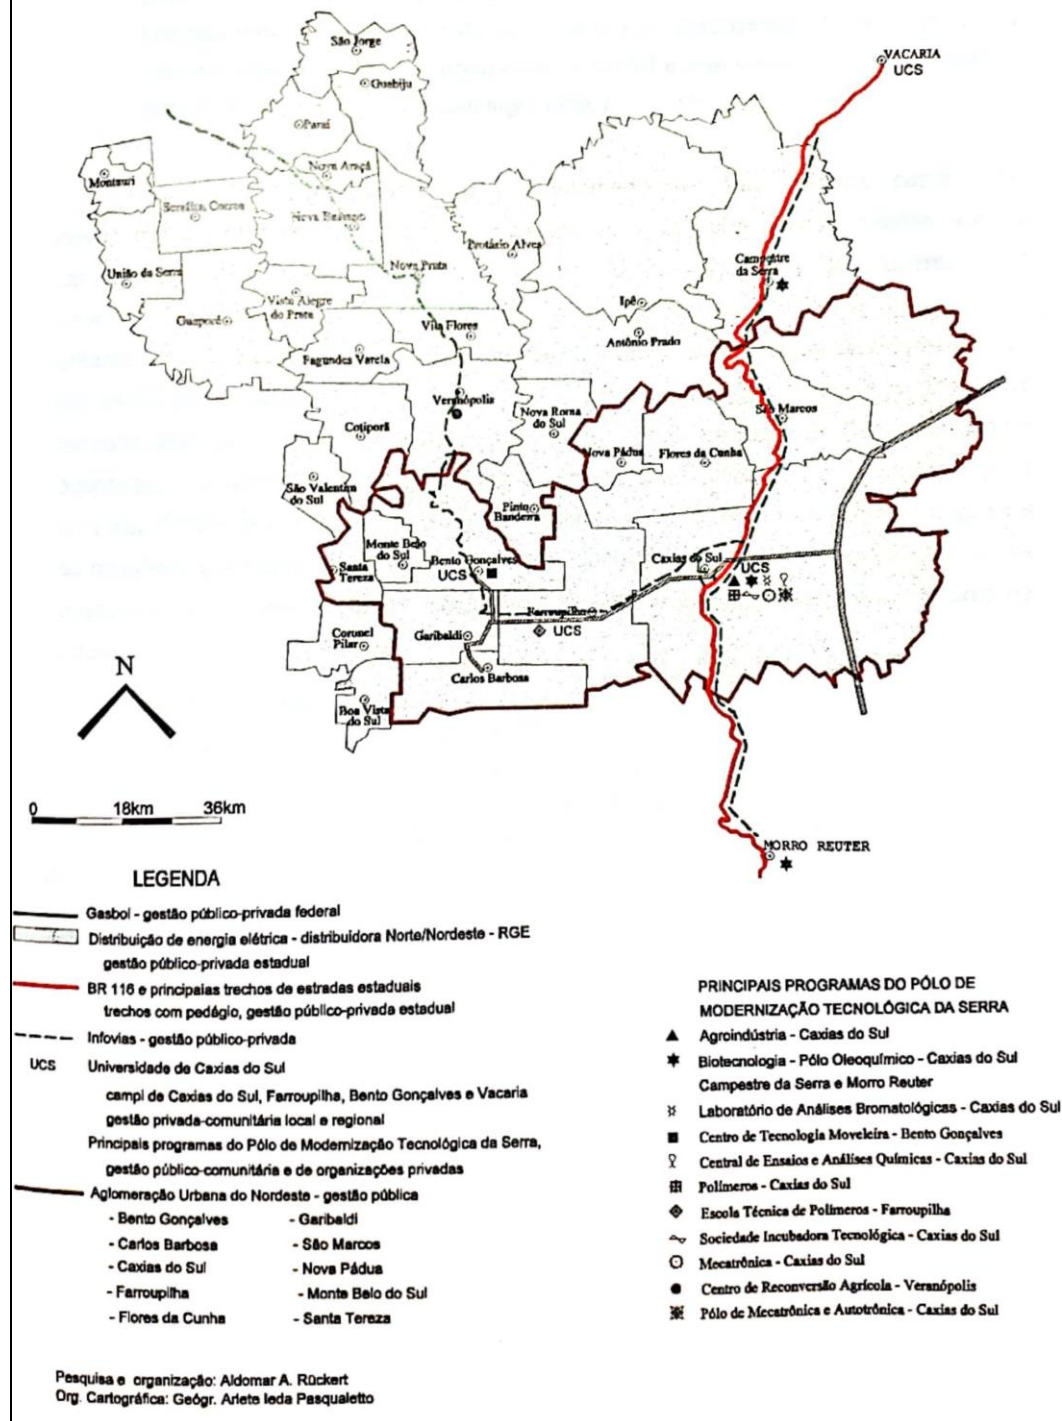 São Jorge
VACARIA
UCS
Guabiju
Paraí
Nova Araçá
Montauri
Serafina Correa
Nova Bassano
Protásio Alves
União da Serra
Nova Prata
Campestre
da Serra
Vista Alegre
do Prata
Ipê
Guaporé
Vila Flores
Antônio Prado
Fagundes Varela
Veranópolis
Nova Roma
do Sul
São Marcos
Cotiporã
Nova Pádua
Flores da Cunha
São Valentim
do Sul
Pinto
Bandeira
Monte Belo
do Sul
Bento Gonçalves
UCS
Caxias do Sul
UCS
Santa
Tereza
Farroupilha
UCS
Coronel
Pilar
Garibaldi
Carlos Barbosa
Boa Vista
do Sul
N
0 18km 36km
MORRO REUTER
LEGENDA
Gasbol - gestão público-privada federal
Distribuição de energia elétrica - distribuidora Norte/Nordeste - RGE
gestão público-privada estadual
BR 116 e principaias trechos de estradas estaduais
trechos com pedágio, gestão público-privada estadual
Infovias - gestão público-privada
UCS Universidade de Caxias do Sul
campi de Caxias do Sul, Farroupilha, Bento Gonçalves e Vacaria
gestão privada-comunitária local e regional
Principais programas do Pólo de Modernização Tecnológica da Serra,
gestão público-comunitária e de organizações privadas
Aglomeração Urbana do Nordeste - gestão pública
- Bento Gonçalves - Garibaldi
- Carlos Barbosa - São Marcos
- Caxias do Sul - Nova Pádua
- Farroupilha - Monte Belo do Sul
- Flores da Cunha - Santa Tereza
PRINCIPAIS PROGRAMAS DO PÓLO DE
MODERNIZAÇÃO TECNOLÓGICA DA SERRA
Agroindústria - Caxias do Sul
Biotecnologia - Pólo Oleoquímico - Caxias do Sul
Campestre da Serra e Morro Reuter
Laboratório de Análises Bromatológicas - Caxias do Sul
Centro de Tecnologia Moveleira - Bento Gonçalves
Central de Ensaios e Análises Químicas - Caxias do Sul
Polímeros - Caxias do Sul
Escola Técnica de Polímeros - Farroupilha
Sociedade Incubadora Tecnológica - Caxias do Sul
Mecatrônica - Caxias do Sul
Centro de Reconversão Agrícola - Veranópolis
Pólo de Mecatrônica e Autotrônica - Caxias do Sul
Pesquisa e organização: Aldomar A. Rückert
Org. Cartográfica: Geógr. Arlete Ieda Pasqualetto